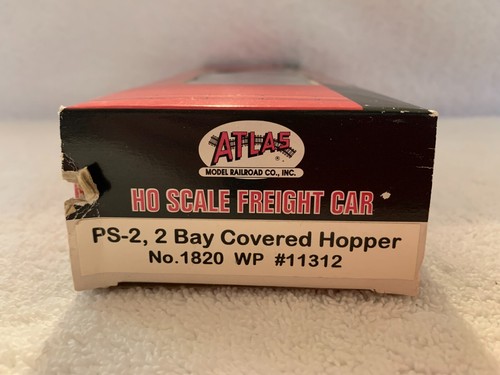 ATLAS
MODEL RAILROAD CO., INC.
HO SCALE FREIGHT CAR
PS-2, 2 Bay Covered Hopper
No.1820 WP #11312